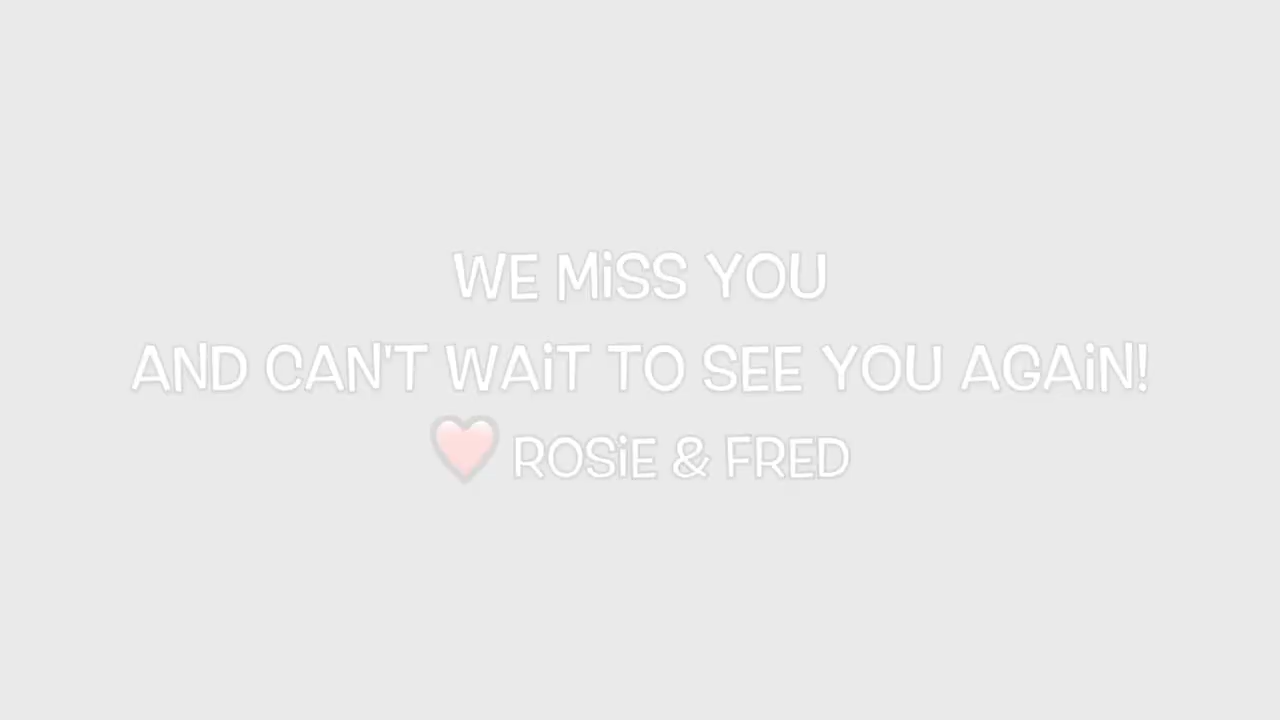 WE MiSS YOU
AND CAN'T WAiT TO SEE YOU AGAiN!
❤️ ROSiE & FRED